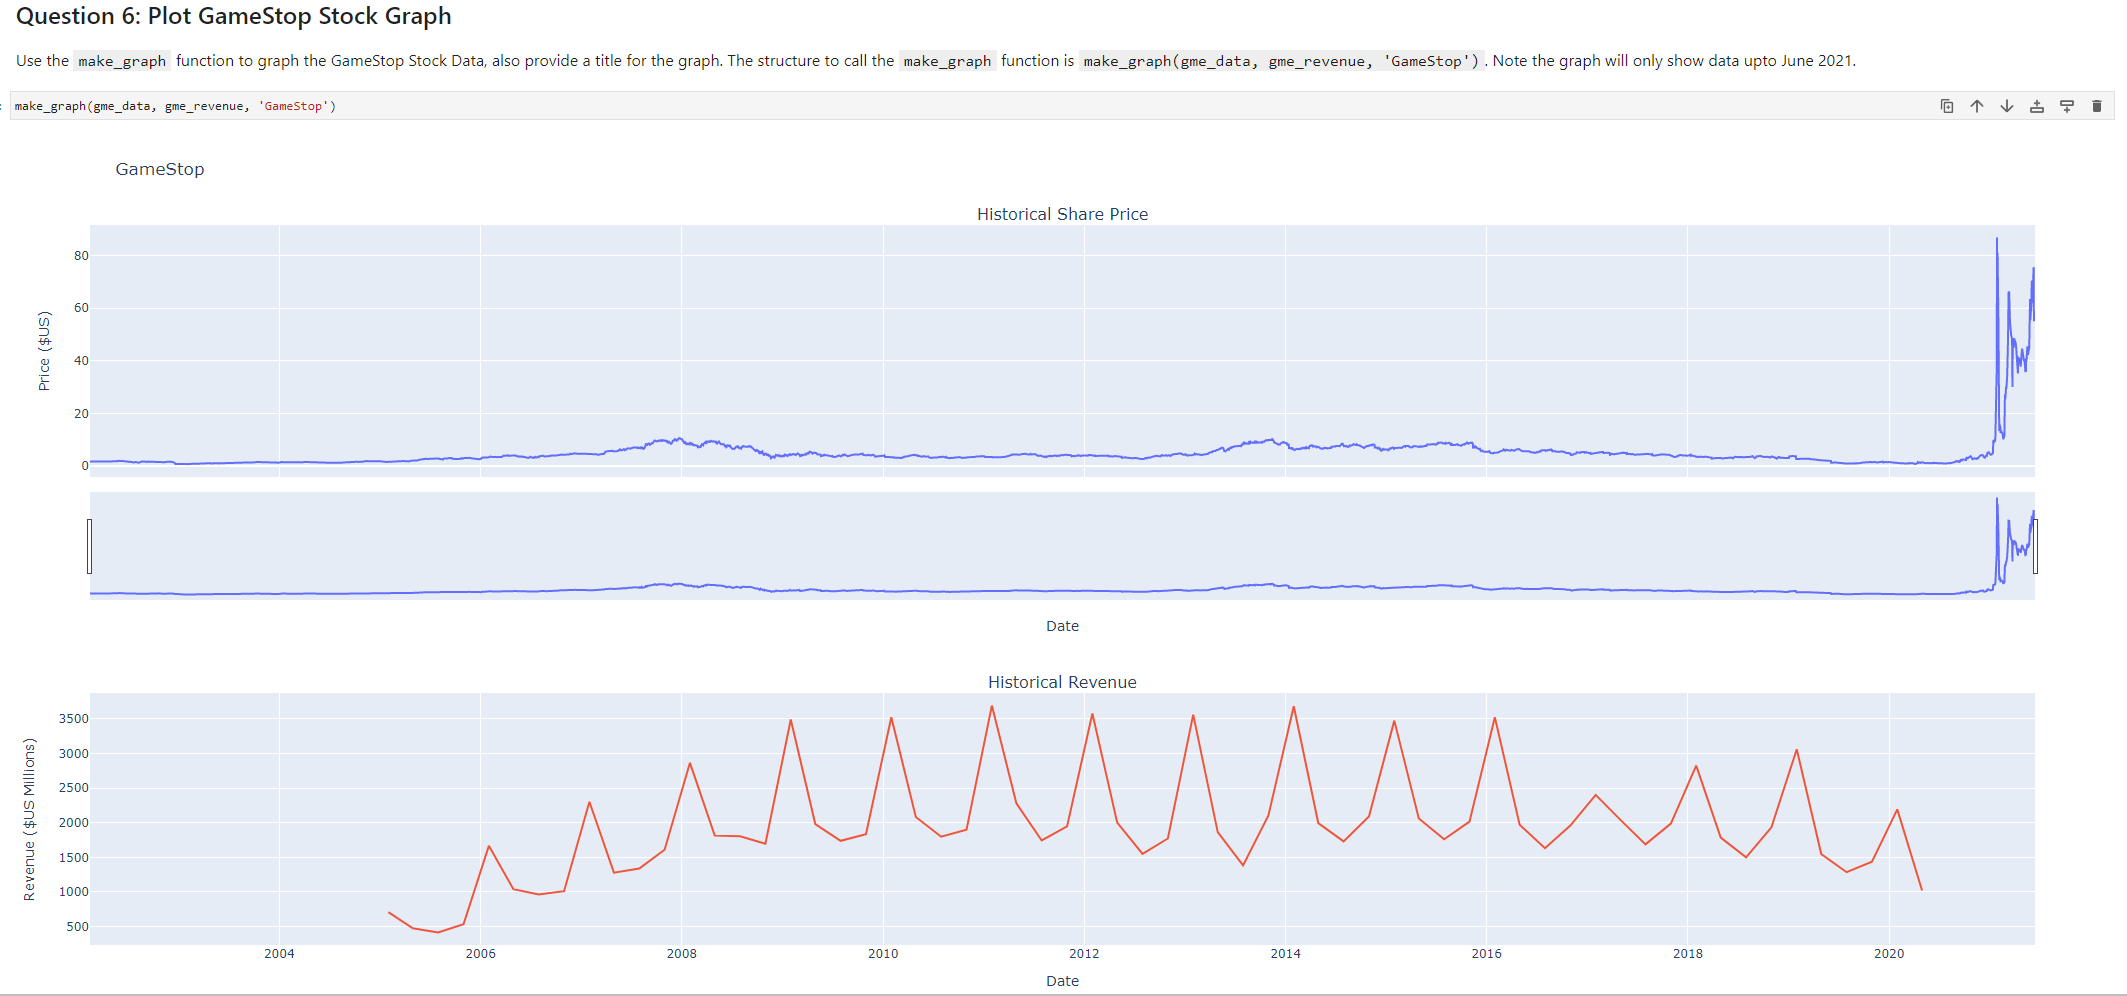 Question 6: Plot GameStop Stock Graph
Use the make_graph function to graph the GameStop Stock Data, also provide a title for the graph. The structure to call the make_graph function is make_graph(gme_data, gme_revenue, 'GameStop'). Note the graph will only show data upto June 2021.
make_graph(gme_data, gme_revenue, 'GameStop')
GameStop
Historical Share Price
80
60
40
20
0
Price ($US)
Date
Historical Revenue
3500
3000
2500
2000
1500
1000
500
Revenue ($US Millions)
2004 2006 2008 2010 2012 2014 2016 2018 2020
Date